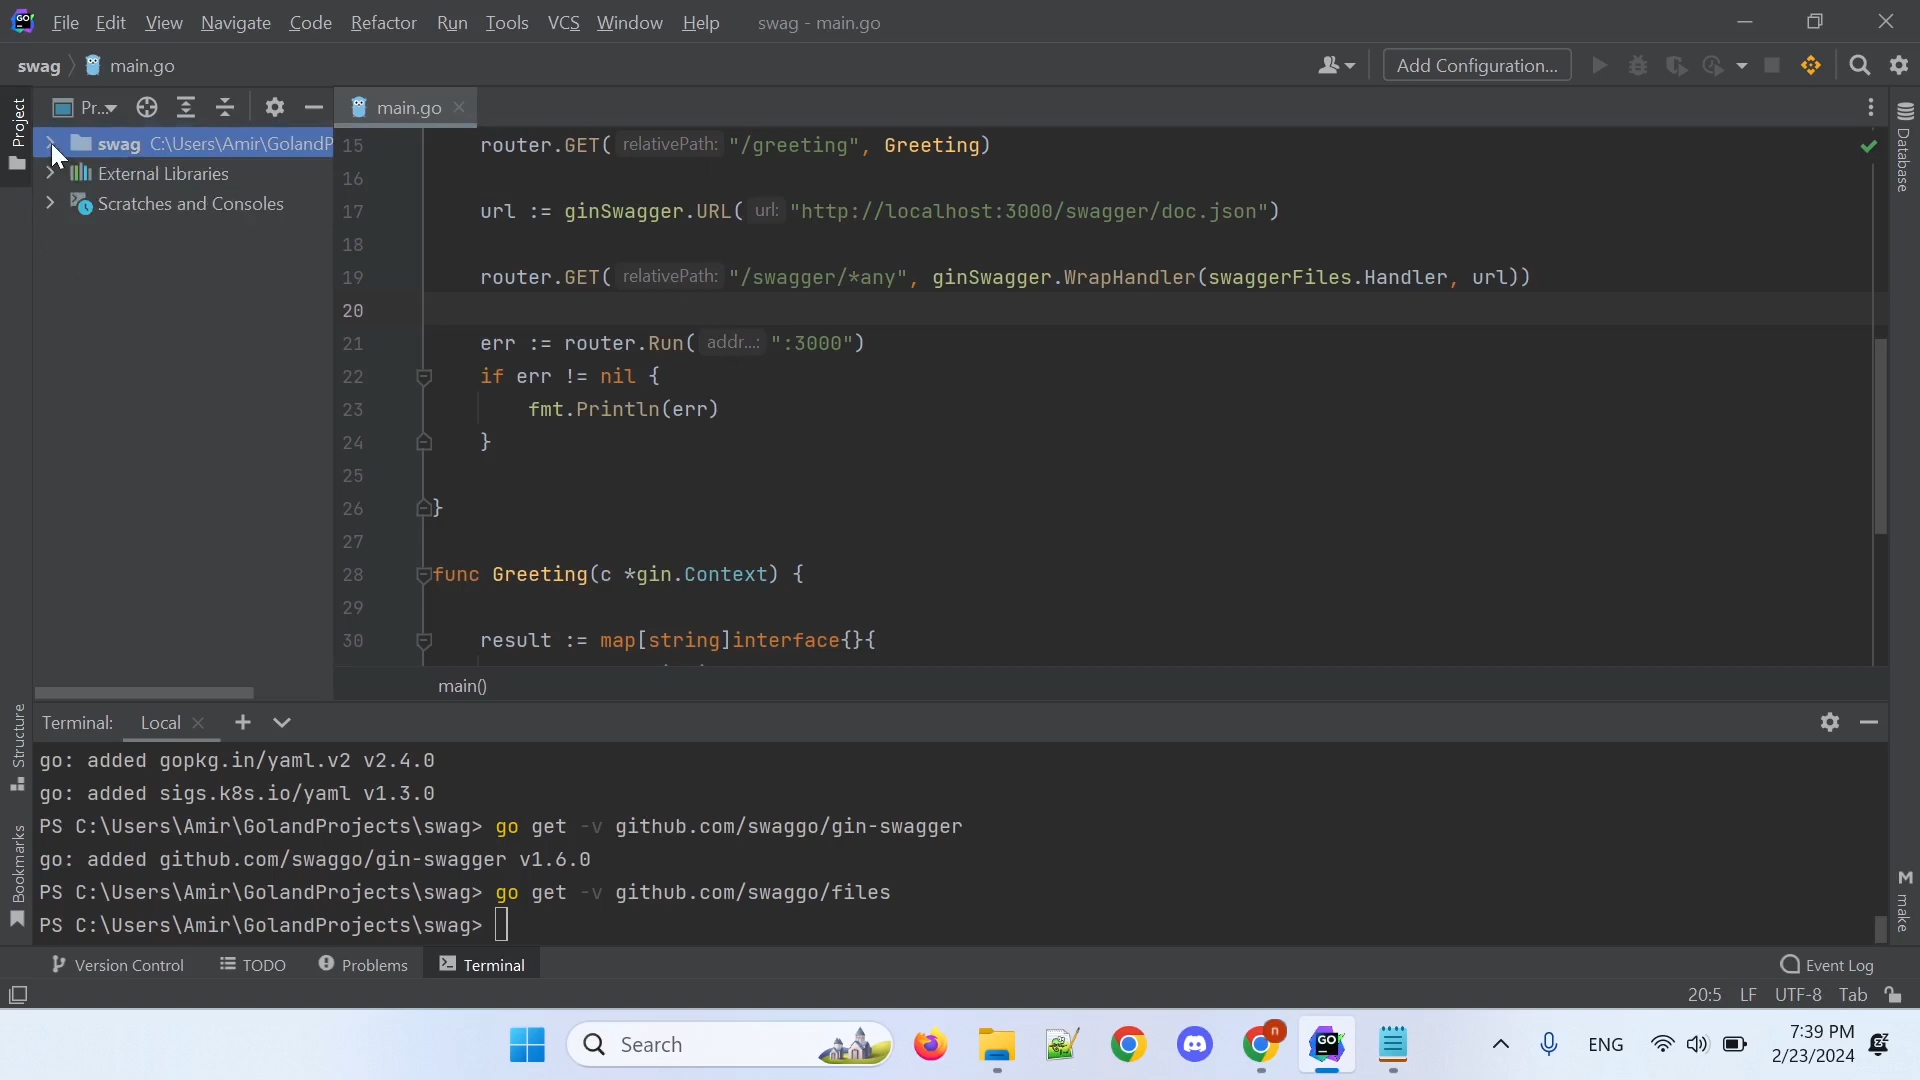 File Edit View Navigate Code Refactor Run Tools VCS Window Help swag - main.go
swag main.go Add Configuration...
Pr... main.go
Project
swag C:\Users\Amir\GolandP
External Libraries
Scratches and Consoles
15 router.GET( relativePath: "/greeting", Greeting)
16
17 url := ginSwagger.URL( url: "http://localhost:3000/swagger/doc.json")
18
19 router.GET( relativePath: "/swagger/*any", ginSwagger.WrapHandler(swaggerFiles.Handler, url))
20
21 err := router.Run( addr...: ":3000")
22 if err != nil {
23 fmt.Println(err)
24 }
25
26 }
27
28 func Greeting(c *gin.Context) {
29
30 result := map[string]interface{}{
main()
Database
Structure
Bookmarks
make
Terminal: Local
go: added gopkg.in/yaml.v2 v2.4.0
go: added sigs.k8s.io/yaml v1.3.0
PS C:\Users\Amir\GolandProjects\swag> go get -v github.com/swaggo/gin-swagger
go: added github.com/swaggo/gin-swagger v1.6.0
PS C:\Users\Amir\GolandProjects\swag> go get -v github.com/swaggo/files
PS C:\Users\Amir\GolandProjects\swag>
Version Control TODO Problems Terminal Event Log
20:5 LF UTF-8 Tab
Search ENG 7:39 PM
2/23/2024